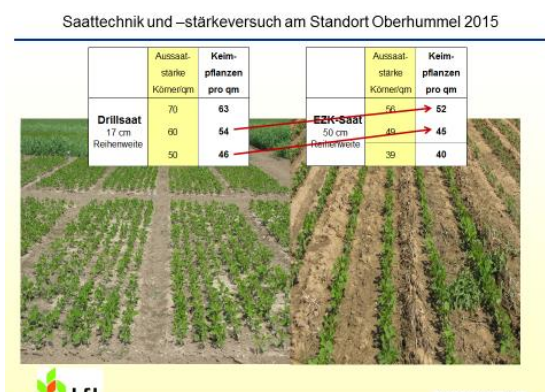 Saattechnik und –stärkeversuch am Standort Oberhummel 2015
Aussaat-
stärke
Körner/qm
Keim-
pflanzen
pro qm
Drillsaat
17 cm
Reihenweite
70 63
60 54
50 46
Aussaat-
stärke
Körner/qm
Keim-
pflanzen
pro qm
EZK-Saat
50 cm
Reihenweite
56 52
49 45
39 40